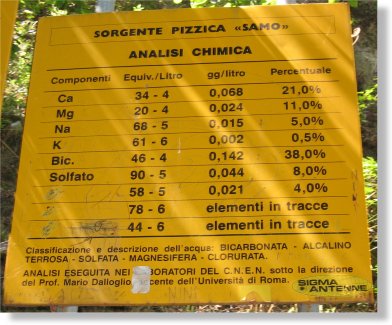 SORGENTE PIZZICA «SAMO»
ANALISI CHIMICA
Componenti Equiv./Litro gg/litro Percentuale
Ca 34 - 4 0,068 21,0%
Mg 20 - 4 0,024 11,0%
Na 68 - 5 0,015 5,0%
K 61 - 6 0,002 0,5%
Bic. 46 - 4 0,142 38,0%
Solfato 90 - 5 0,044 8,0%
58 - 5 0,021 4,0%
78 - 6 elementi in tracce
44 - 6 elementi in tracce
Classificazione e descrizione dell'acqua: BICARBONATA - ALCALINO
TERROSA - SOLFATA - MAGNESIFERA - CLORURATA.
ANALISI ESEGUITA NEI BORATORI DEL C.N.E.N. sotto la direzione
del Prof. Mario Dalloglio, ocente dell'Università di Roma.
SIGMA
ANTENNE